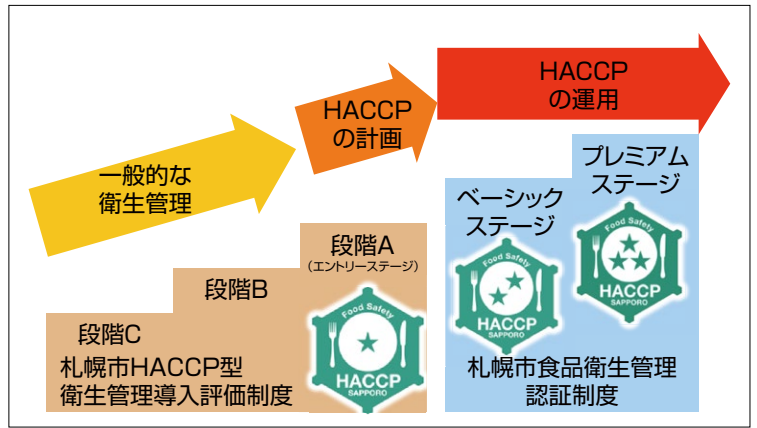 一般的な
衛生管理
HACCP
の計画
HACCP
の運用
段階C
段階B
段階A
（エントリーステージ）
Food Safety
HACCP
SAPPORO
札幌市HACCP型
衛生管理導入評価制度
ベーシック
ステージ
Food Safety
HACCP
SAPPORO
プレミアム
ステージ
Food Safety
HACCP
SAPPORO
札幌市食品衛生管理
認証制度